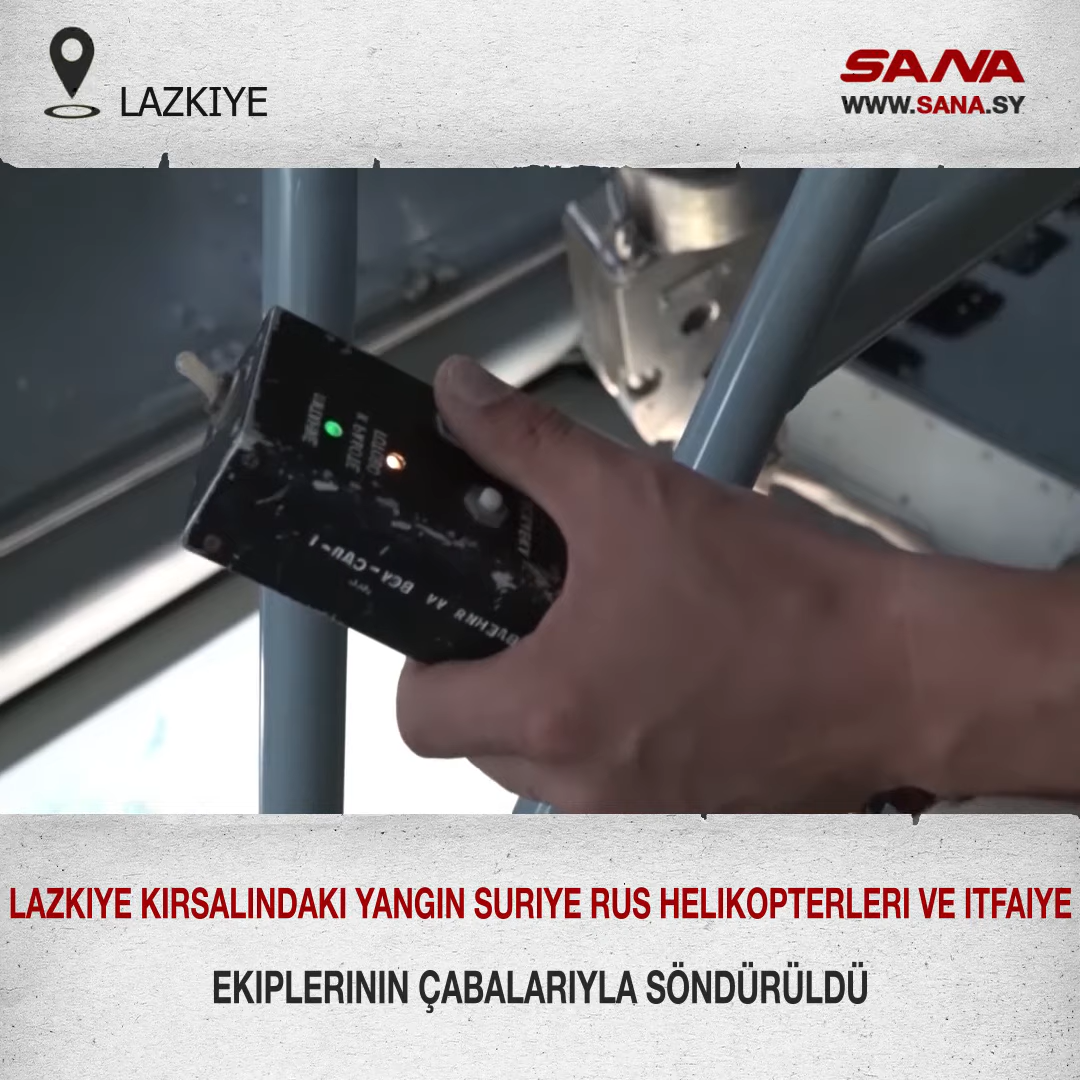 LAZKIYE
SANA
WWW.SANA.SY
LAZKIYE KIRSALINDAKI YANGIN SURIYE RUS HELIKOPTERLERI VE ITFAIYE
EKIPLERININ ÇABALARIYLA SÖNDÜRÜLDÜ